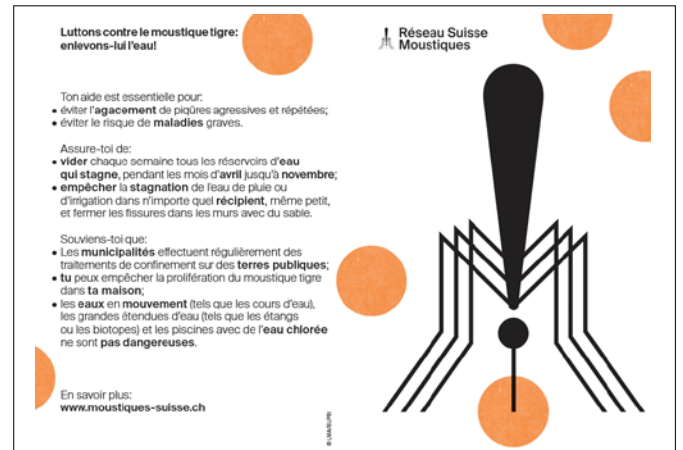 Luttons contre le moustique tigre:
enlevons-lui l'eau!
Ton aide est essentielle pour:
• éviter l'agacement de piqûres agressives et répétées;
• éviter le risque de maladies graves.
Assure-toi de:
• vider chaque semaine tous les réservoirs d'eau
qui stagne, pendant les mois d'avril jusqu'à novembre;
• empêcher la stagnation de l'eau de pluie ou
d'irrigation dans n'importe quel récipient, même petit,
et fermer les fissures dans les murs avec du sable.
Souviens-toi que:
• Les municipalités effectuent régulièrement des
traitements de confinement sur des terres publiques;
• tu peux empêcher la prolifération du moustique tigre
dans ta maison;
• les eaux en mouvement (tels que les cours d'eau),
les grandes étendues d'eau (tels que les étangs
ou les biotopes) et les piscines avec de l'eau chlorée
ne sont pas dangereuses.
En savoir plus:
www.moustiques-suisse.ch
Réseau Suisse
Moustiques